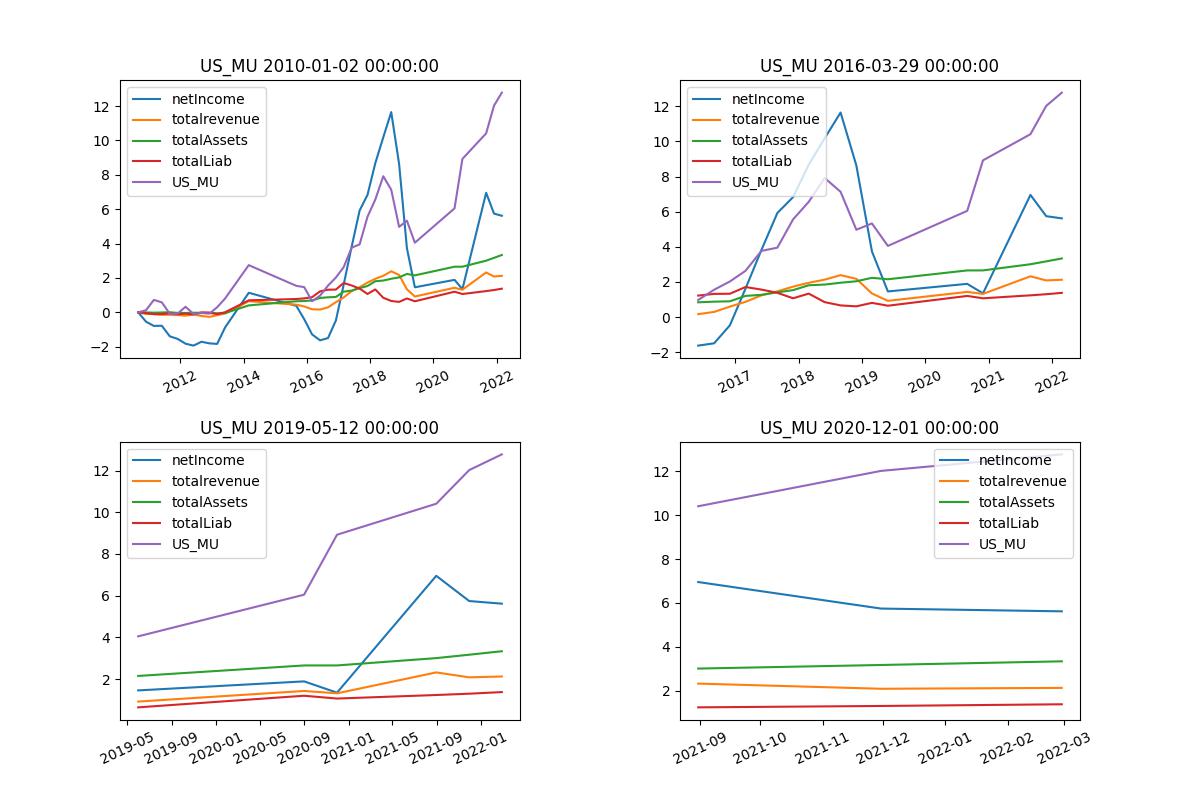 US_MU 2010-01-02 00:00:00
netIncome
totalrevenue
totalAssets
totalLiab
US_MU
12
10
8
6
4
2
0
−2
2012
2014
2016
2018
2020
2022
US_MU 2016-03-29 00:00:00
netIncome
totalrevenue
totalAssets
totalLiab
US_MU
12
10
8
6
4
2
0
−2
2017
2018
2019
2020
2021
2022
US_MU 2019-05-12 00:00:00
netIncome
totalrevenue
totalAssets
totalLiab
US_MU
12
10
8
6
4
2
2019-05
2019-09
2020-01
2020-05
2020-09
2021-01
2021-05
2021-09
2022-01
US_MU 2020-12-01 00:00:00
netIncome
totalrevenue
totalAssets
totalLiab
US_MU
12
10
8
6
4
2
2021-09
2021-10
2021-11
2021-12
2022-01
2022-02
2022-03